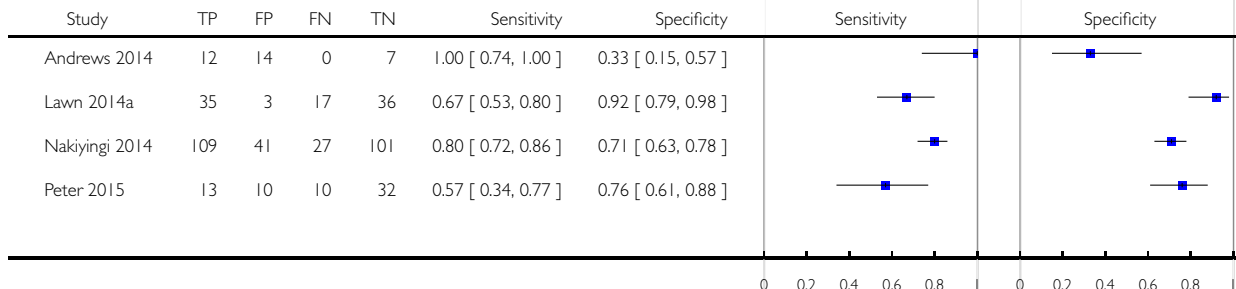 Study TP FP FN TN Sensitivity Specificity Sensitivity Specificity
Andrews 2014 12 14 0 7 1.00 [ 0.74, 1.00 ] 0.33 [ 0.15, 0.57 ]
Lawn 2014a 35 3 17 36 0.67 [ 0.53, 0.80 ] 0.92 [ 0.79, 0.98 ]
Nakiyingi 2014 109 41 27 101 0.80 [ 0.72, 0.86 ] 0.71 [ 0.63, 0.78 ]
Peter 2015 13 10 10 32 0.57 [ 0.34, 0.77 ] 0.76 [ 0.61, 0.88 ]
0 0.2 0.4 0.6 0.8 1 0 0.2 0.4 0.6 0.8 1